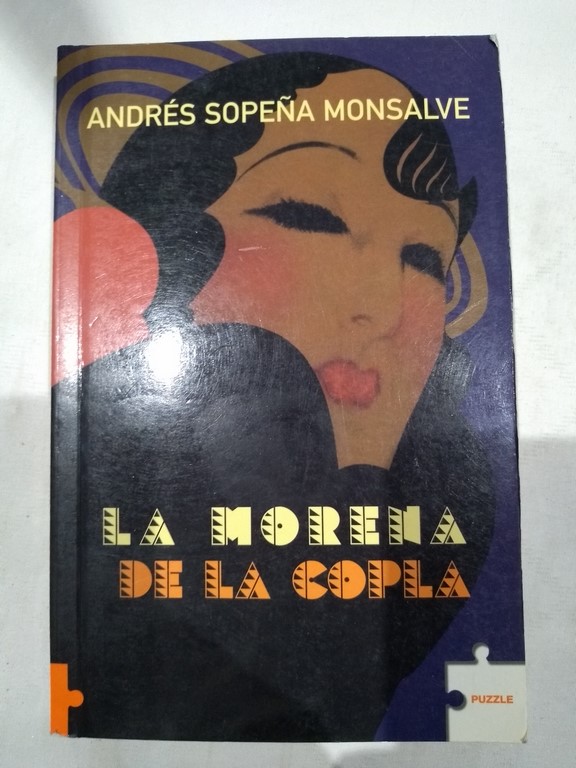 ANDRÉS SOPEÑA MONSALVE
LA MORENA
DE LA COPLA
PUZZLE